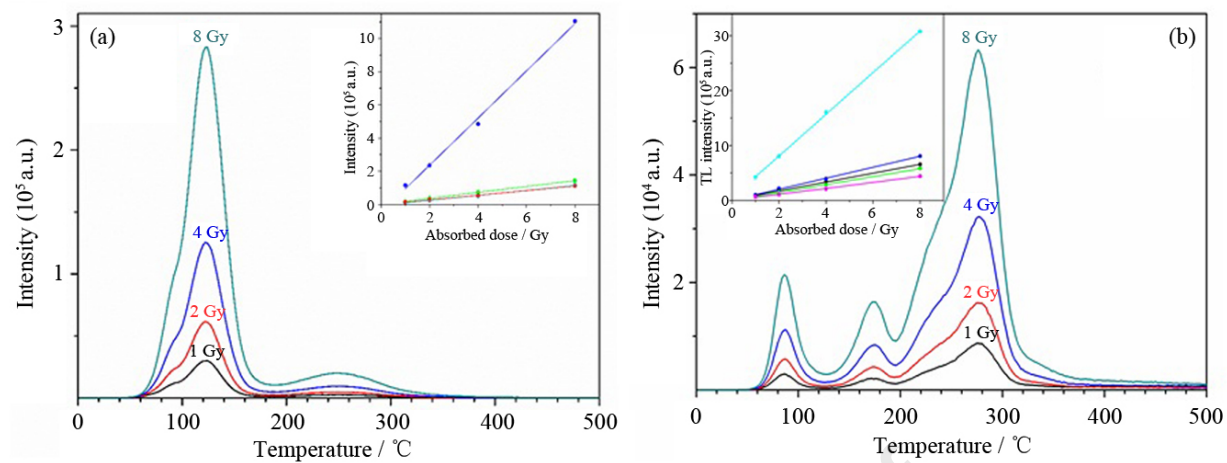 (a)
8 Gy
4 Gy
2 Gy
1 Gy
Intensity (10⁵ a.u.)
3
2
1
0 100 200 300 400 500
Temperature / ℃
Intensity (10⁵ a.u.)
10
8
6
4
2
0
2 4 6 8
Absorbed dose / Gy
(b)
8 Gy
4 Gy
2 Gy
1 Gy
Intensity (10⁴ a.u.)
6
4
2
0 100 200 300 400 500
Temperature / ℃
TL intensity (10⁵ a.u.)
30
20
10
5
0
0 2 4 6 8
Absorbed dose / Gy